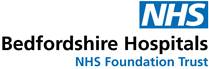 NHS
Bedfordshire Hospitals
NHS Foundation Trust